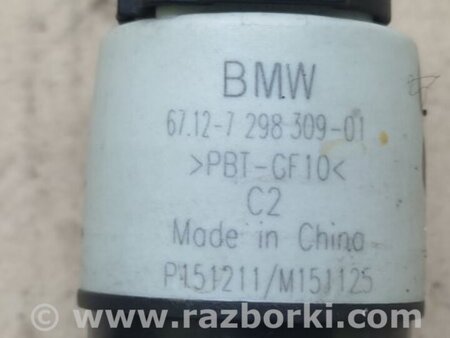 BMW
67.12-7 298 309-01
>PBT-GF10<
C2
Made in China
P151211/M151125
www.razborki.com